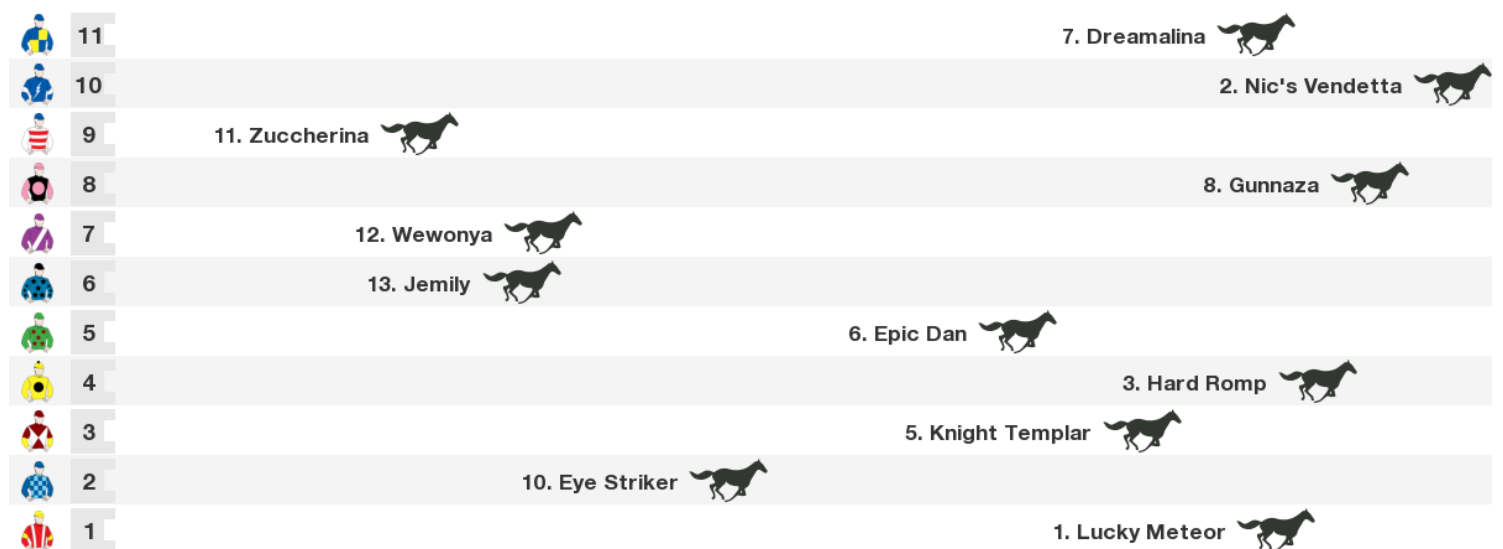 11 7. Dreamalina
10 2. Nic's Vendetta
9 11. Zuccherina
8 8. Gunnaza
7 12. Wewonya
6 13. Jemily
5 6. Epic Dan
4 3. Hard Romp
3 5. Knight Templar
2 10. Eye Striker
1 1. Lucky Meteor